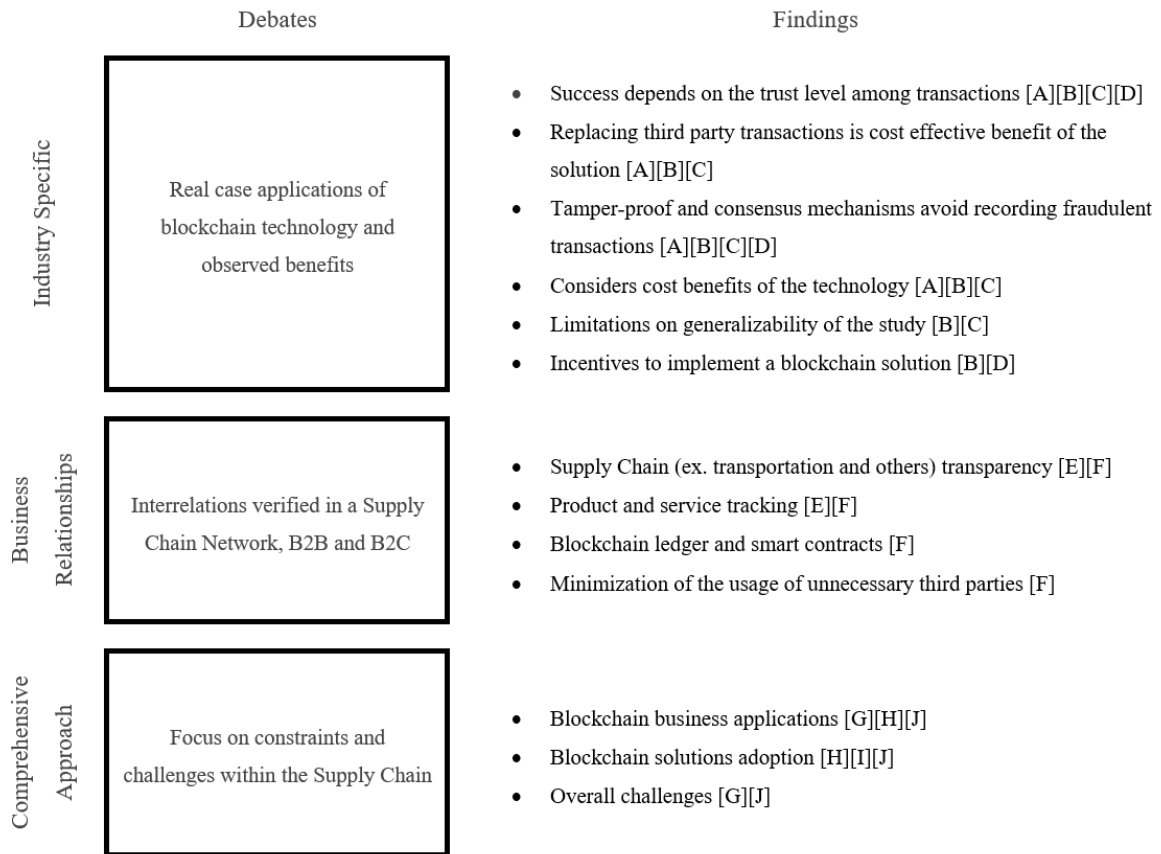 Debates
Findings
Industry Specific
Real case applications of
blockchain technology and
observed benefits
• Success depends on the trust level among transactions [A][B][C][D]
• Replacing third party transactions is cost effective benefit of the
solution [A][B][C]
• Tamper-proof and consensus mechanisms avoid recording fraudulent
transactions [A][B][C][D]
• Considers cost benefits of the technology [A][B][C]
• Limitations on generalizability of the study [B][C]
• Incentives to implement a blockchain solution [B][D]
Business
Relationships
Interrelations verified in a Supply
Chain Network, B2B and B2C
• Supply Chain (ex. transportation and others) transparency [E][F]
• Product and service tracking [E][F]
• Blockchain ledger and smart contracts [F]
• Minimization of the usage of unnecessary third parties [F]
Comprehensive
Approach
Focus on constraints and
challenges within the Supply Chain
• Blockchain business applications [G][H][J]
• Blockchain solutions adoption [H][I][J]
• Overall challenges [G][J]